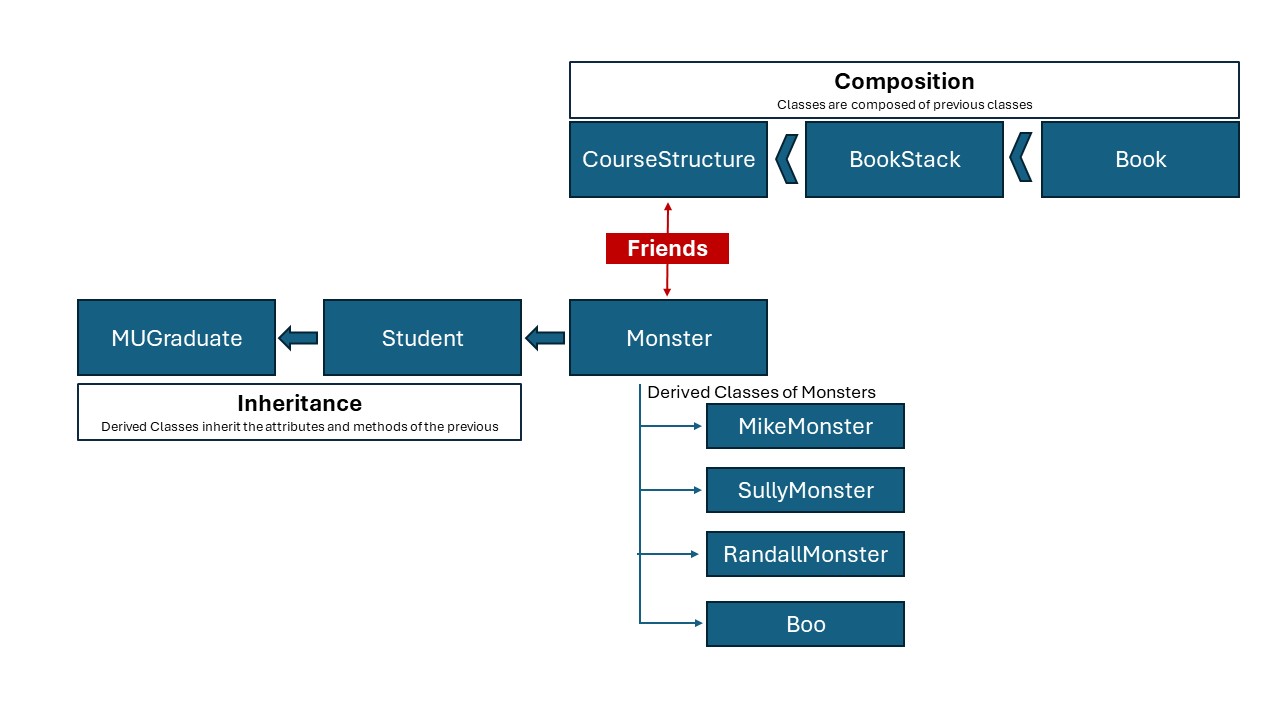 Composition
Classes are composed of previous classes
CourseStructure
BookStack
Book
Friends
MUGraduate
Student
Monster
Inheritance
Derived Classes inherit the attributes and methods of the previous
Derived Classes of Monsters
MikeMonster
SullyMonster
RandallMonster
Boo